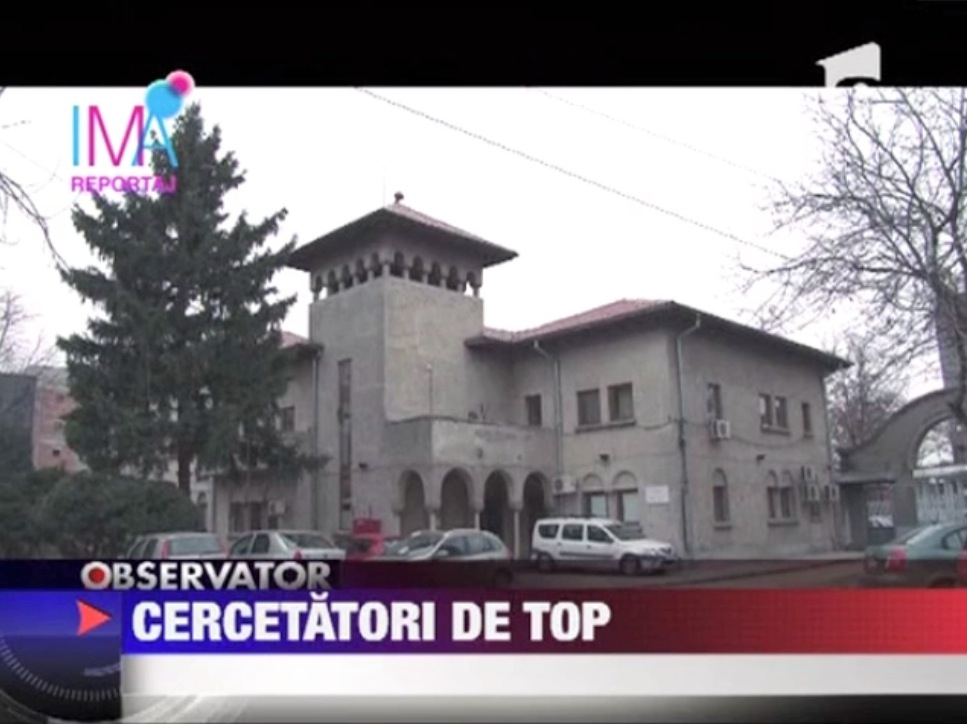 IMA
REPORTAJ
OBSERVATOR
CERCETĂTORI DE TOP